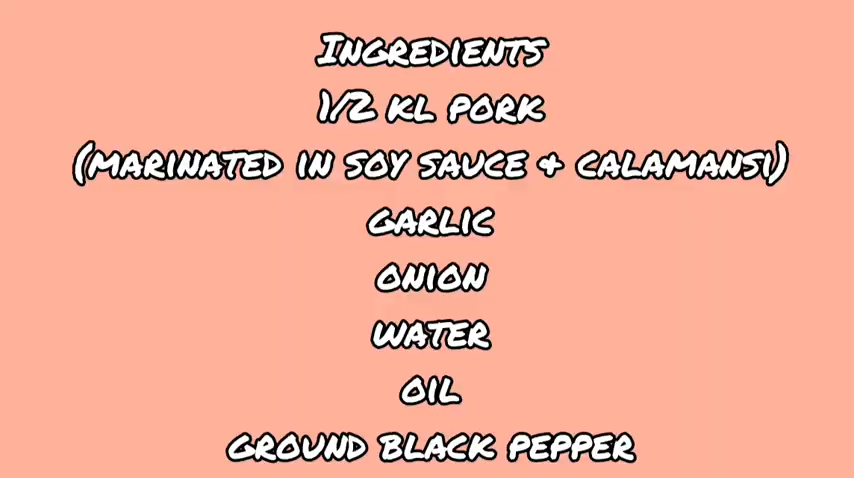 INGREDIENTS
1/2 KL PORK
(MARINATED IN SOY SAUCE & CALAMANSI)
GARLIC
ONION
WATER
OIL
GROUND BLACK PEPPER